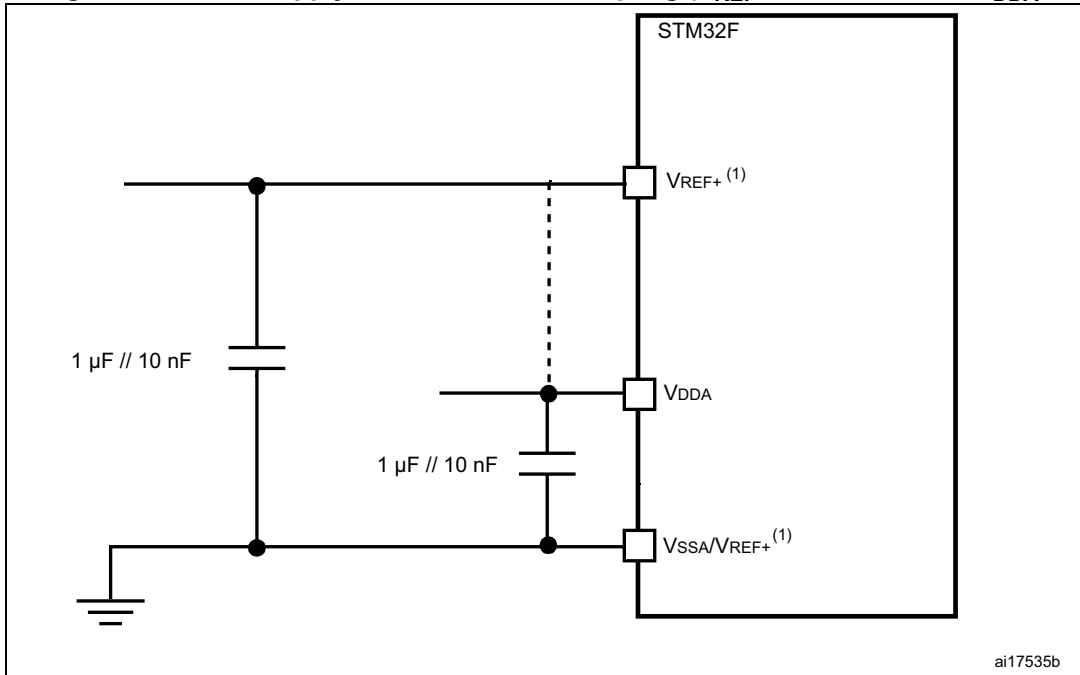 STM32F
VREF+ (1)
1 µF // 10 nF
VDDA
1 µF // 10 nF
VSSA/VREF+ (1)
ai17535b